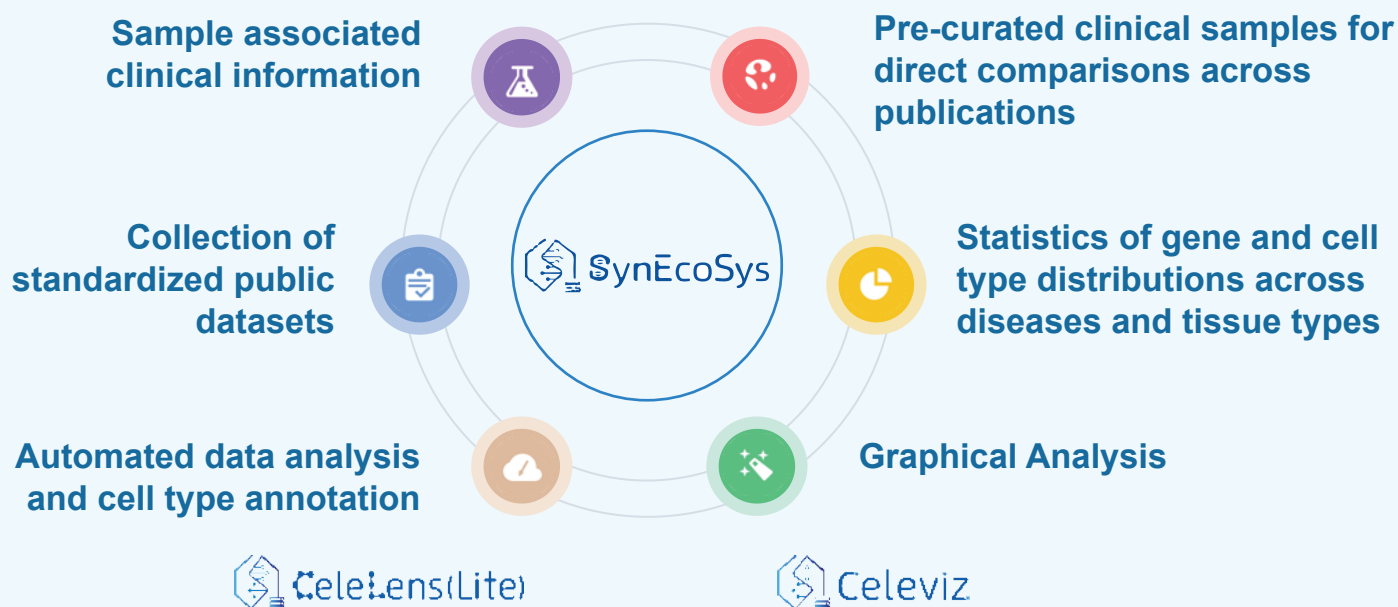 Sample associated
clinical information
Pre-curated clinical samples for
direct comparisons across
publications
Collection of
standardized public
datasets
SynEcoSys
Statistics of gene and cell
type distributions across
diseases and tissue types
Automated data analysis
and cell type annotation
Graphical Analysis
CeleLens(Lite)
Celeviz